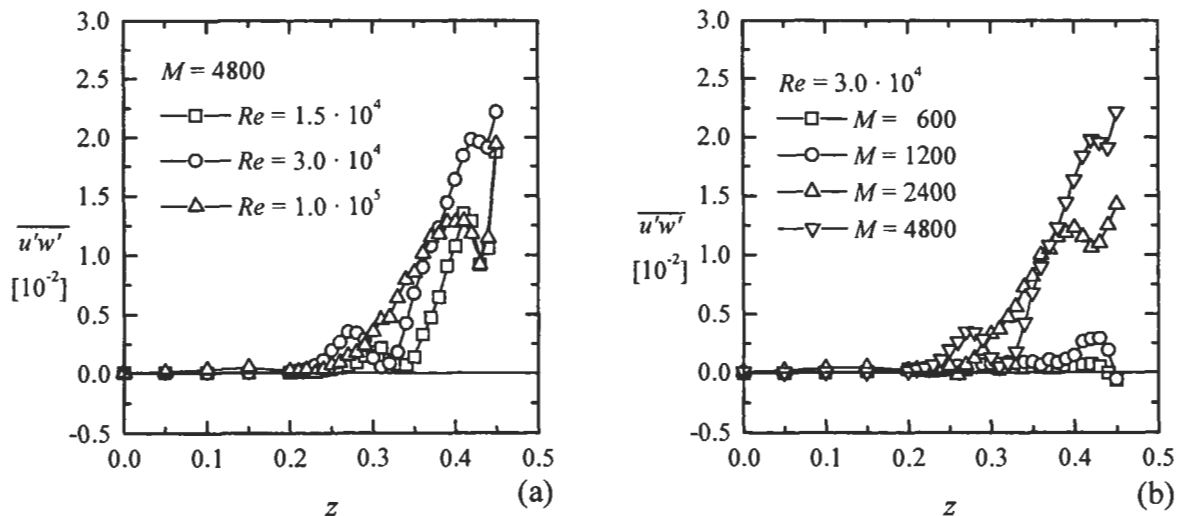 3.0
2.5
2.0
1.5
1.0
0.5
0.0
-0.5
u'w'
[10⁻²]
M = 4800
Re = 1.5 · 10⁴
Re = 3.0 · 10⁴
Re = 1.0 · 10⁵
0.0 0.1 0.2 0.3 0.4 0.5
z
(a)
3.0
2.5
2.0
1.5
1.0
0.5
0.0
-0.5
u'w'
[10⁻²]
Re = 3.0 · 10⁴
M = 600
M = 1200
M = 2400
M = 4800
0.0 0.1 0.2 0.3 0.4 0.5
z
(b)